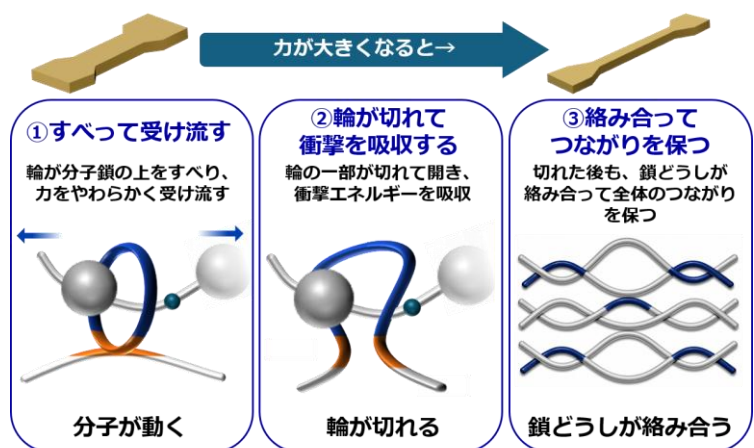 力が大きくなると→
①すべって受け流す
輪が分子鎖の上をすべり、
力をやわらかく受け流す
分子が動く
②輪が切れて
衝撃を吸収する
輪の一部が切れて開き、
衝撃エネルギーを吸収
輪が切れる
③絡み合って
つながりを保つ
切れた後も、鎖どうしが
絡み合って全体のつながり
を保つ
鎖どうしが絡み合う